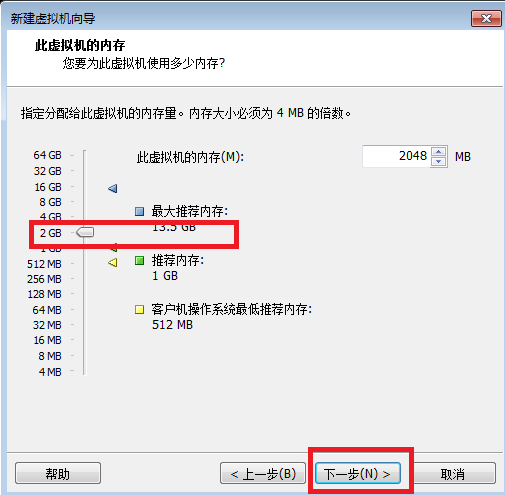 新建虚拟机向导
此虚拟机的内存
您要为此虚拟机使用多少内存?
指定分配给此虚拟机的内存量。内存大小必须为 4 MB 的倍数。
此虚拟机的内存(M): 2048 MB
64 GB
32 GB
16 GB
8 GB
4 GB
2 GB
1 GB
512 MB
256 MB
128 MB
64 MB
32 MB
16 MB
8 MB
4 MB
最大推荐内存:
13.5 GB
推荐内存:
1 GB
客户机操作系统最低推荐内存:
512 MB
帮助 < 上一步(B) 下一步(N) > 取消